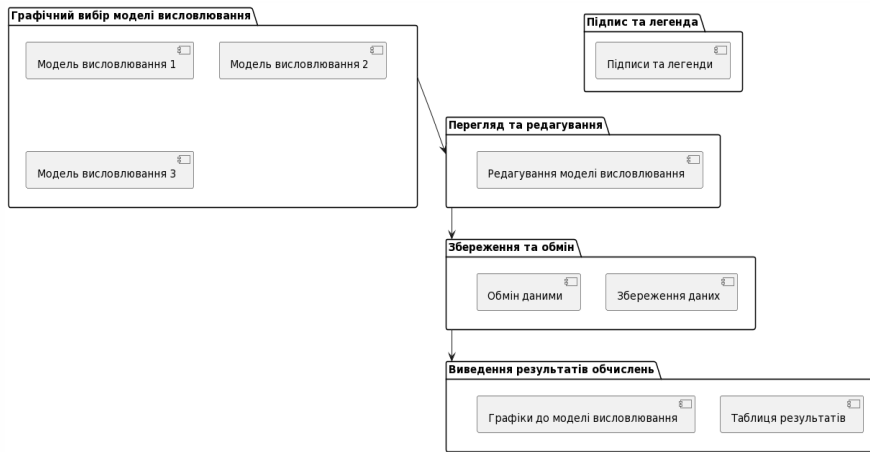 Графічний вибір моделі висловлювання
Модель висловлювання 1
Модель висловлювання 2
Модель висловлювання 3
Підпис та легенда
Підписи та легенди
Перегляд та редагування
Редагування моделі висловлювання
Збереження та обмін
Обмін даними
Збереження даних
Виведення результатів обчислень
Графіки до моделі висловлювання
Таблиця результатів